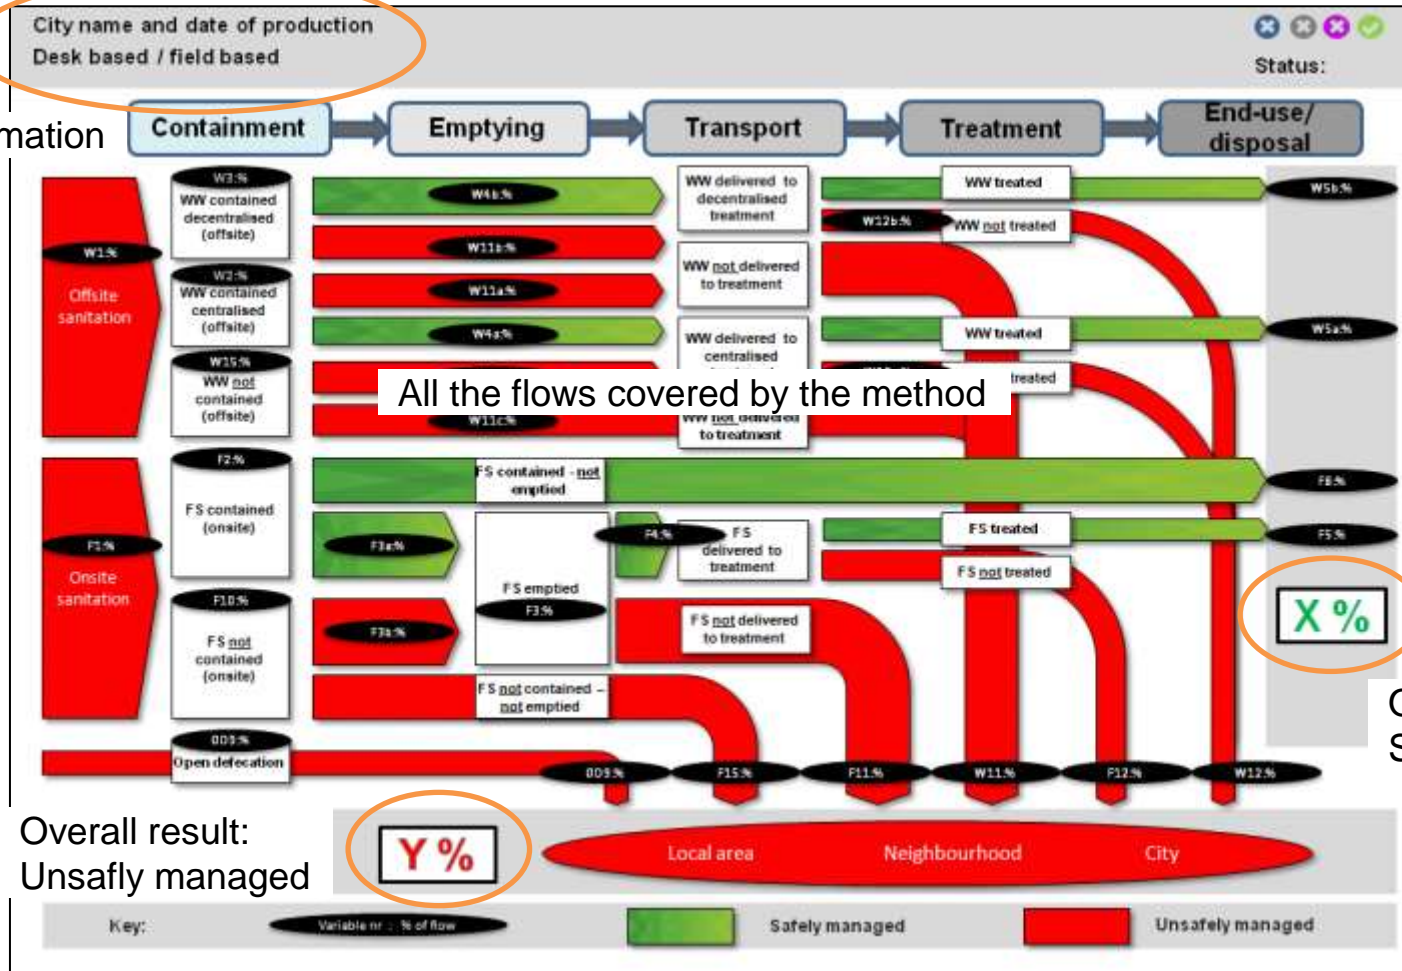 City name and date of production
Desk based / field based
Status:
mation
Containment
Emptying
Transport
Treatment
End-use/
disposal
W1:%
Offsite
sanitation
W3:%
WW contained
decentralised
(offsite)
W2:%
WW contained
centralised
(offsite)
W15:%
WW not
contained
(offsite)
W4b:%
W11b:%
W11a:%
W4a:%
W11c:%
WW delivered to
decentralised
treatment
WW not delivered
to treatment
WW delivered to
centralised
WW not delivered
to treatment
WW treated
W12b:%
WW not treated
WW treated
treated
W5b:%
W5a:%
All the flows covered by the method
F1:%
Onsite
sanitation
F2:%
FS contained
(onsite)
F10:%
FS not
contained
(onsite)
FS contained - not
emptied
F3a:%
F3b:%
FS emptied
F3:%
F4:%
FS
delivered to
treatment
FS not delivered
to treatment
FS treated
FS not treated
F8:%
F5:%
X %
FS not contained –
not emptied
OD9:%
Open defecation
OD9:%
F15:%
F11:%
W11:%
F12:%
W12:%
Overall result:
Unsafly managed
Y %
Local area
Neighbourhood
City
Key:
Variable nr : % of flow
Safely managed
Unsafely managed